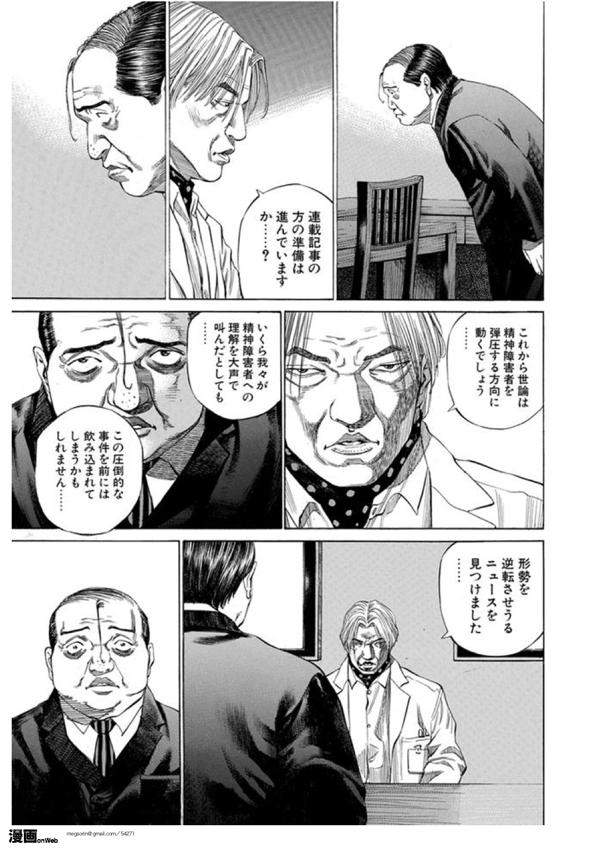 連載記事の
方の準備は
進んでいます
か……？
これから世論は
精神障害者を
弾圧する方向に
動くでしょう
いくら我々が
精神障害者への
理解を大声で
叫んだとしても
……
この圧倒的な
事件を前には
飲み込まれて
しまうかも
しれません……
形勢を
逆転させうる
ニュースを
見つけました
……
漫画onWeb
megaorin@gmail.com/54271